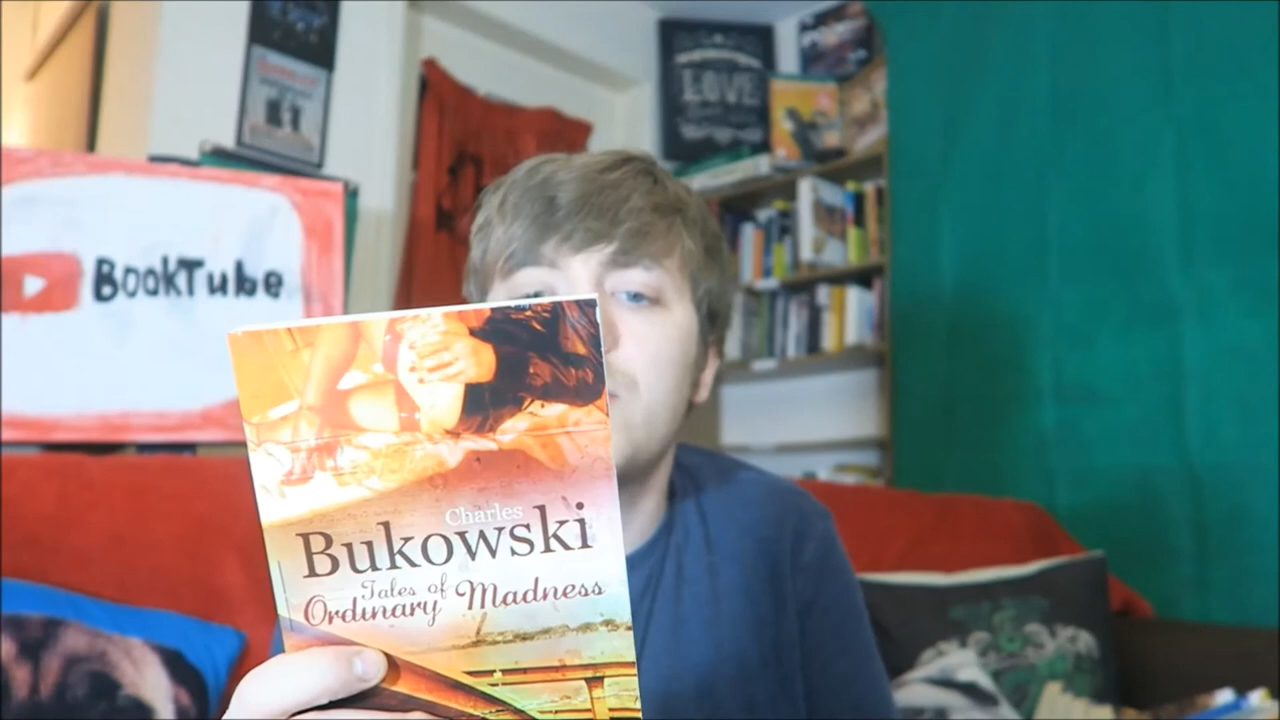 LOVE
BookTube
Charles
Bukowski
Tales of
Ordinary Madness